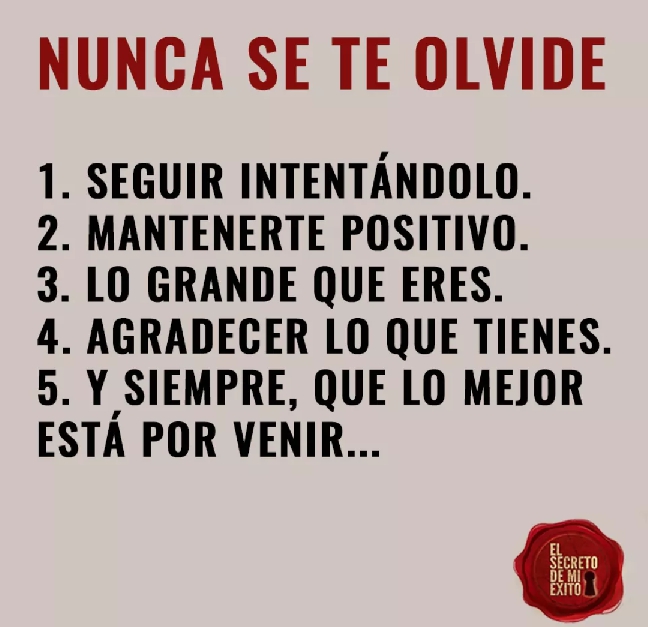 NUNCA SE TE OLVIDE
1. SEGUIR INTENTÁNDOLO.
2. MANTENERTE POSITIVO.
3. LO GRANDE QUE ERES.
4. AGRADECER LO QUE TIENES.
5. Y SIEMPRE, QUE LO MEJOR
ESTÁ POR VENIR...
EL
SECRETO
DE MI
EXITO